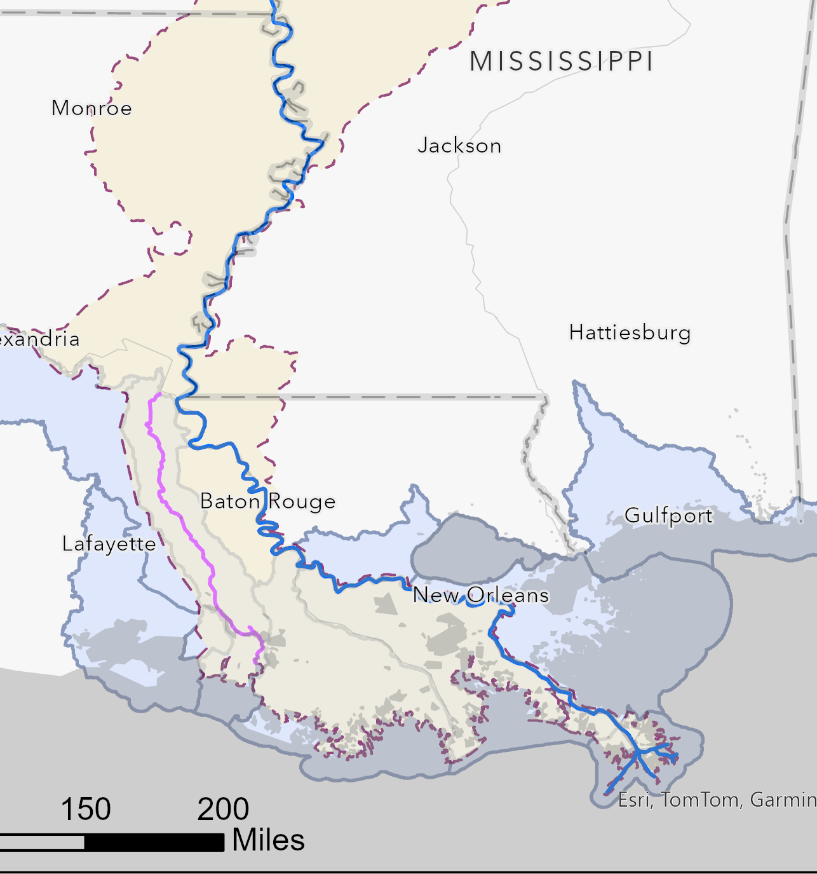 MISSISSIPPI
Monroe
Jackson
exandria
Hattiesburg
Baton Rouge
Gulfport
Lafayette
New Orleans
Esri, TomTom, Garmin
150 200
Miles